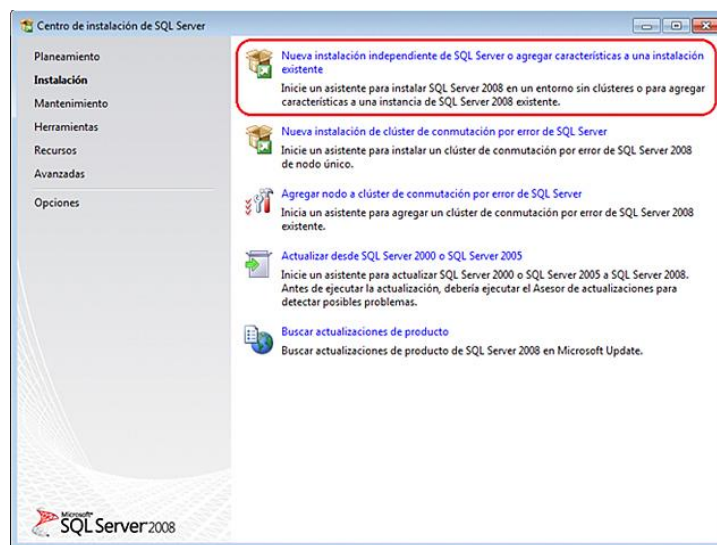 Centro de instalación de SQL Server
Planeamiento
Instalación
Mantenimiento
Herramientas
Recursos
Avanzadas
Opciones
Nueva instalación independiente de SQL Server o agregar características a una instalación
existente
Inicie un asistente para instalar SQL Server 2008 en un entorno sin clústeres o para agregar
características a una instancia de SQL Server 2008 existente.
Nueva instalación de clúster de conmutación por error de SQL Server
Inicie un asistente para instalar un clúster de conmutación por error de SQL Server 2008
de nodo único.
Agregar nodo a clúster de conmutación por error de SQL Server
Inicia un asistente para agregar un clúster de conmutación por error de SQL Server 2008
existente.
Actualizar desde SQL Server 2000 o SQL Server 2005
Inicie un asistente para actualizar SQL Server 2000 o SQL Server 2005 a SQL Server 2008.
Antes de ejecutar la actualización, debería ejecutar el Asesor de actualizaciones para
detectar posibles problemas.
Buscar actualizaciones de producto
Buscar actualizaciones de producto de SQL Server 2008 en Microsoft Update.
Microsoft
SQL Server 2008